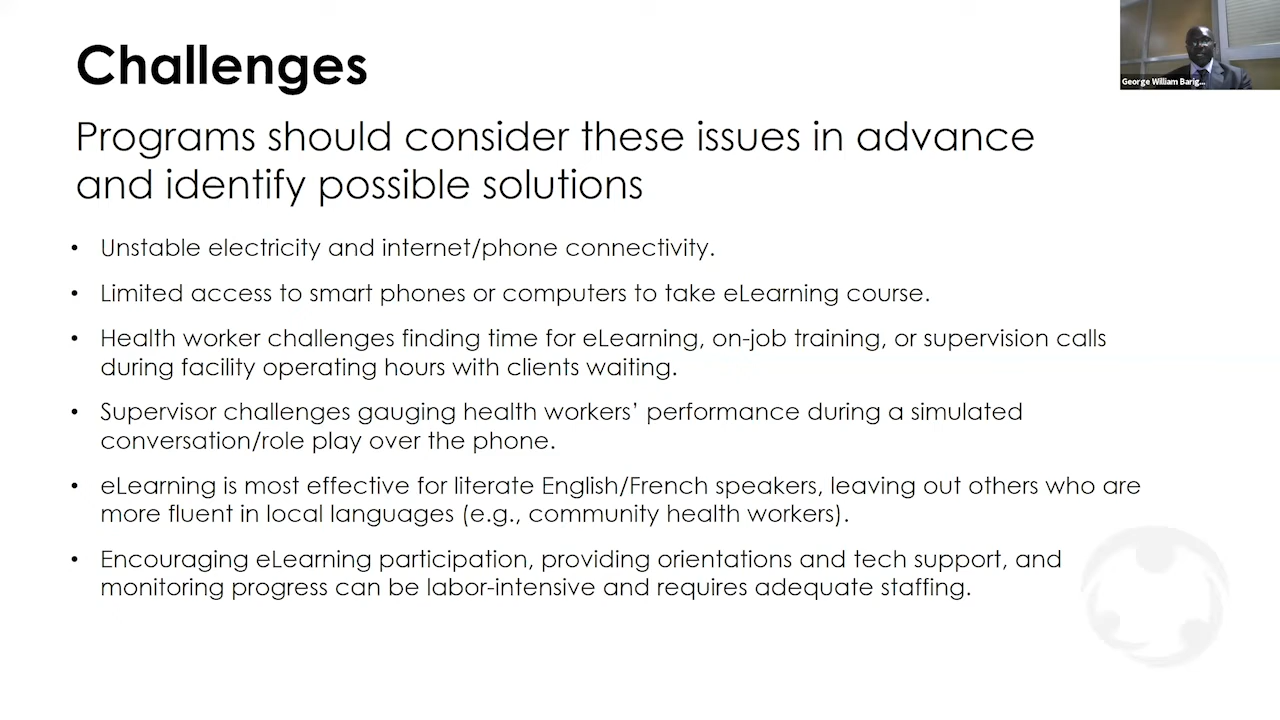 Challenges
George William Barig...
Programs should consider these issues in advance
and identify possible solutions
• Unstable electricity and internet/phone connectivity.
• Limited access to smart phones or computers to take eLearning course.
• Health worker challenges finding time for eLearning, on-job training, or supervision calls
during facility operating hours with clients waiting.
• Supervisor challenges gauging health workers’ performance during a simulated
conversation/role play over the phone.
• eLearning is most effective for literate English/French speakers, leaving out others who are
more fluent in local languages (e.g., community health workers).
• Encouraging eLearning participation, providing orientations and tech support, and
monitoring progress can be labor-intensive and requires adequate staffing.